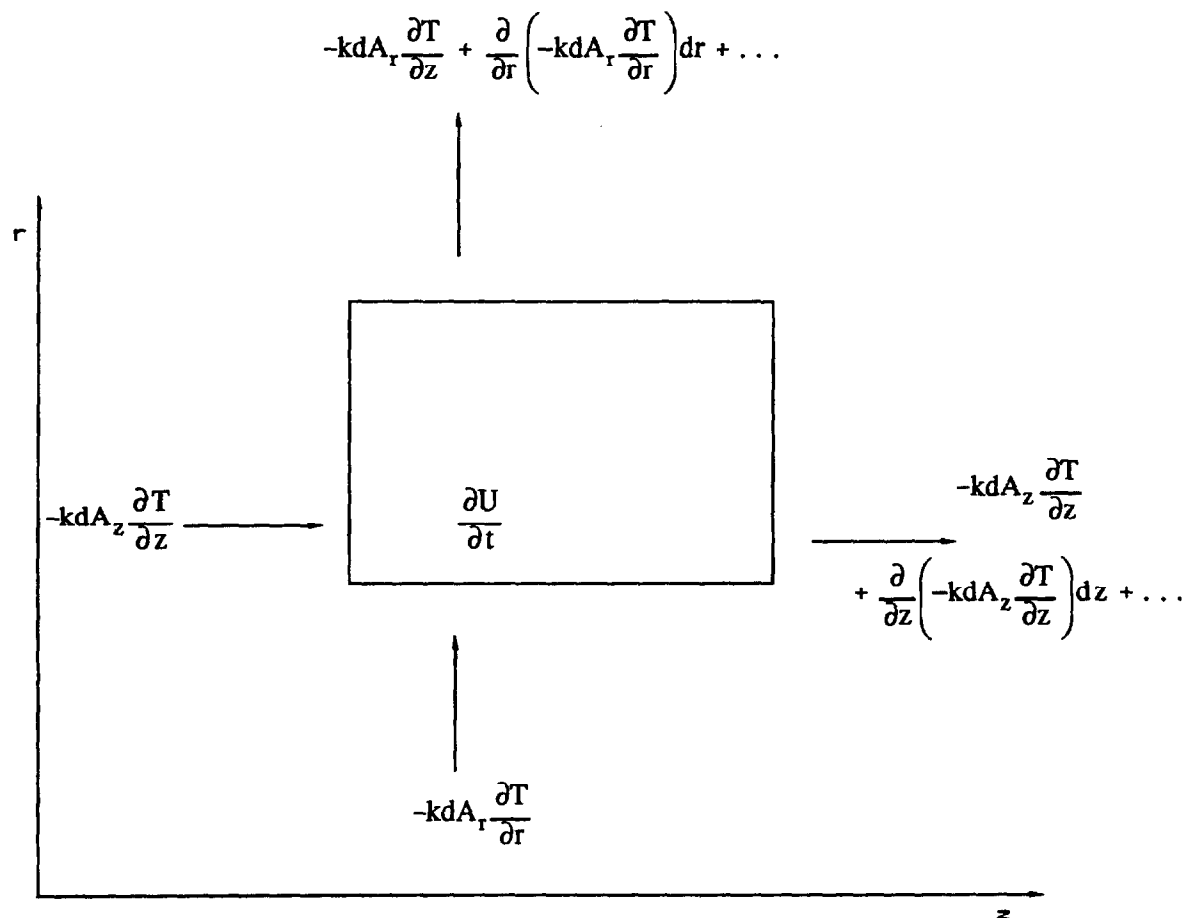 -kdA_r ∂T/∂z + ∂/∂r(-kdA_r ∂T/∂r)dr + ...
r
-kdA_z ∂T/∂z
∂U/∂t
-kdA_z ∂T/∂z
+ ∂/∂z(-kdA_z ∂T/∂z)dz + ...
-kdA_r ∂T/∂r
z